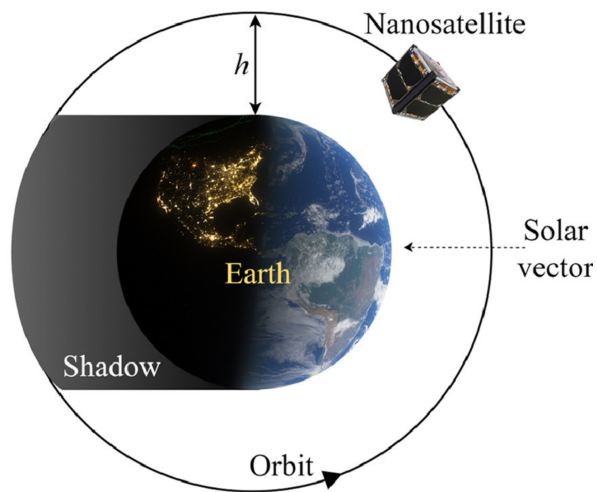 Nanosatellite
h
Solar
vector
Earth
Shadow
Orbit